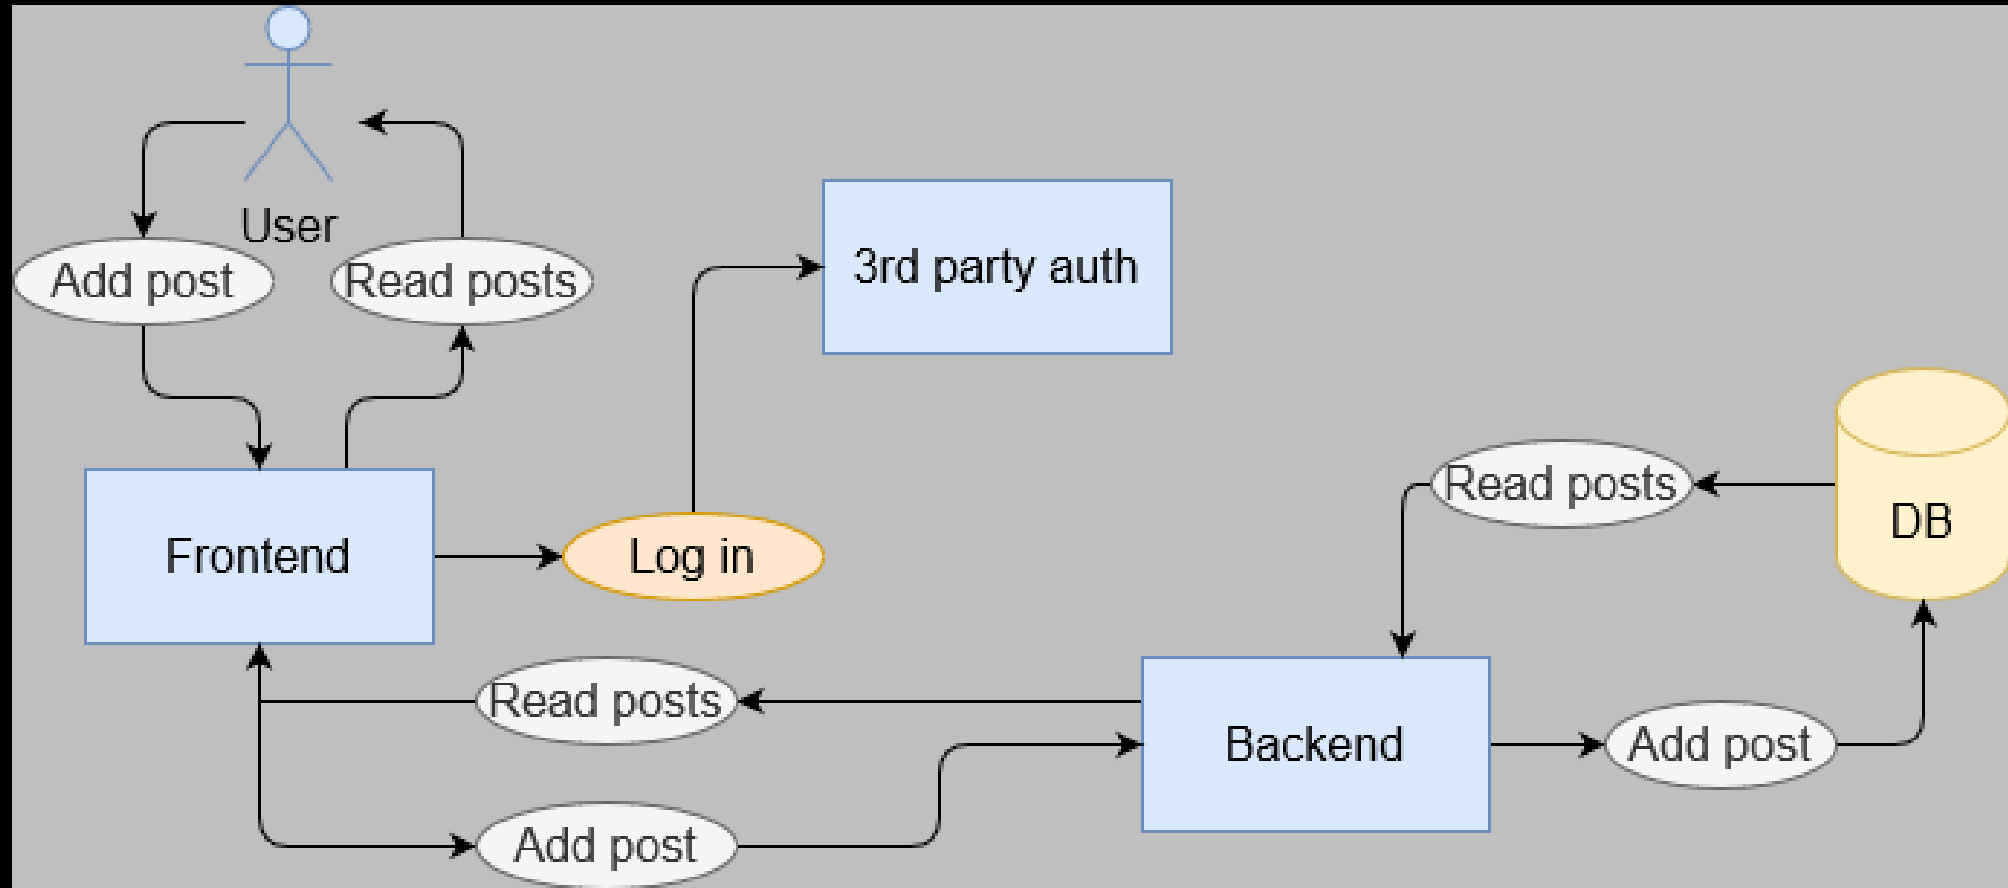 User
Add post
Read posts
3rd party auth
Read posts
DB
Frontend
Log in
Read posts
Backend
Add post
Add post